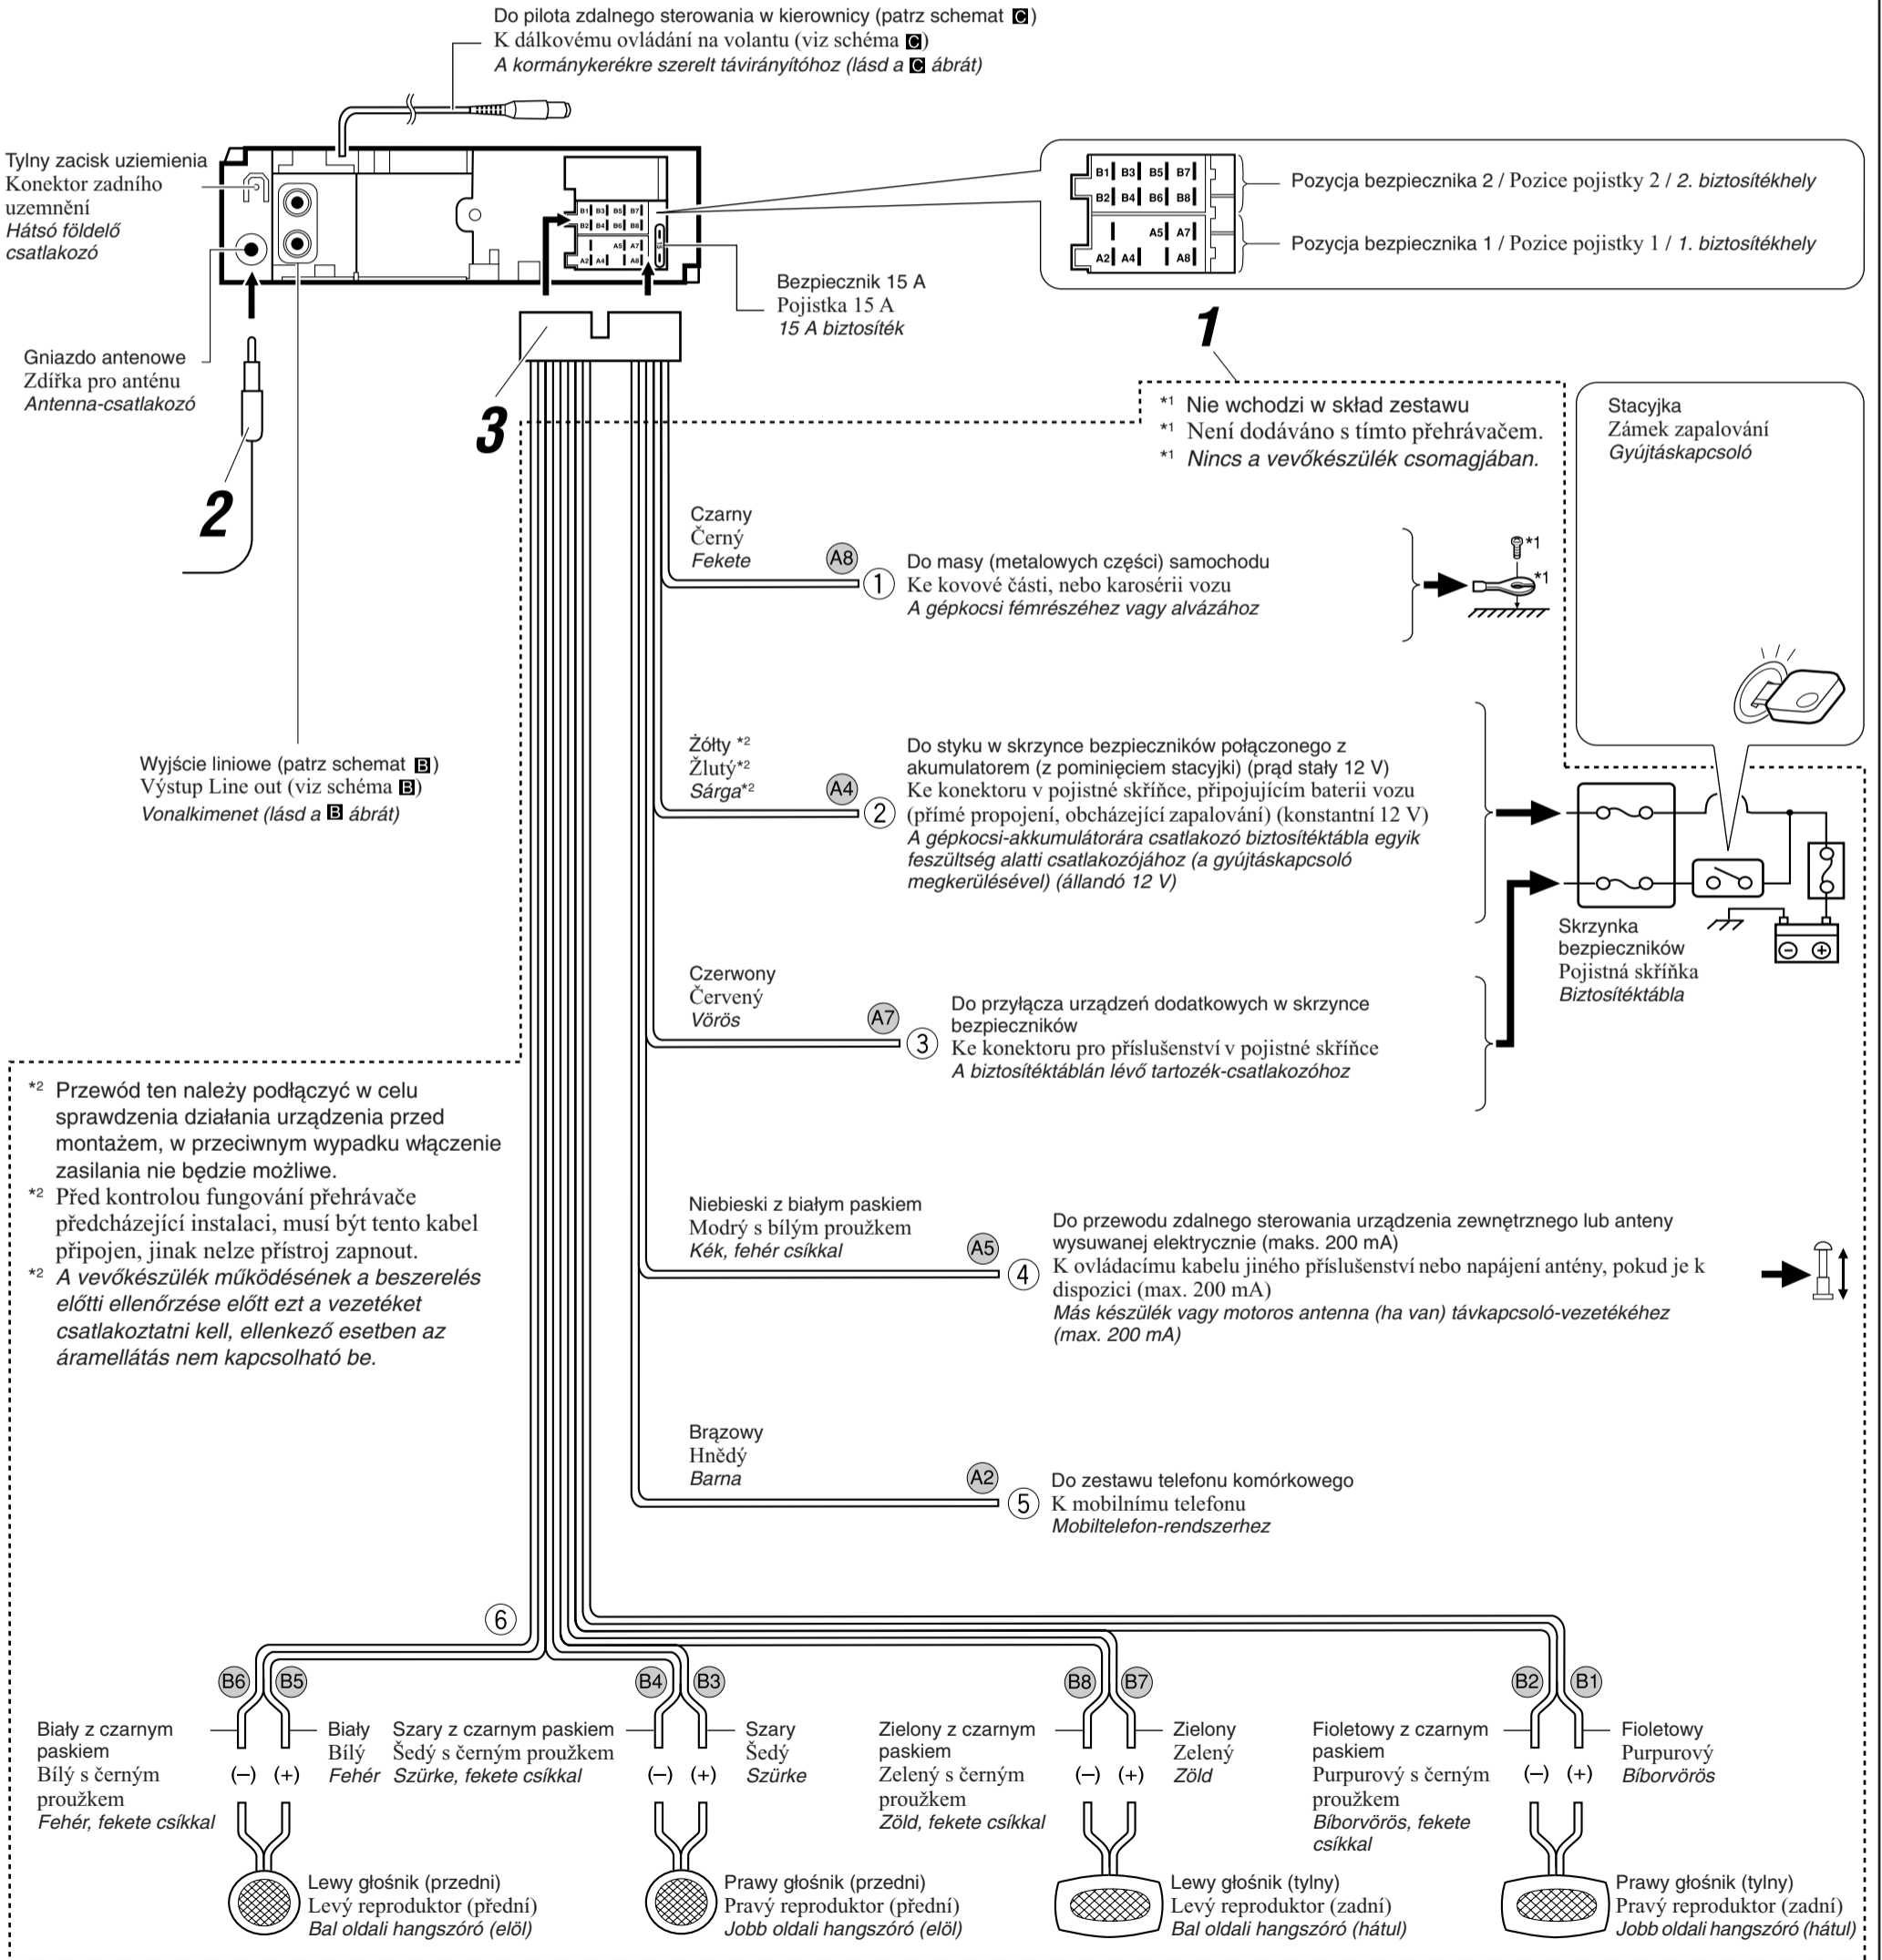 Do pilota zdalnego sterowania w kierownicy (patrz schemat C)
K dálkovému ovládání na volantu (viz schéma C)
A kormánykerékre szerelt távirányítóhoz (lásd a C ábrát)
Tylny zacisk uziemienia
Konektor zadního
uzemnění
Hátsó földelő
csatlakozó
B1 B3 B5 B7
B2 B4 B6 B8
A5 A7
A2 A4 A8
15
B1 B3 B5 B7
B2 B4 B6 B8
A5 A7
A2 A4 A8
Pozycja bezpiecznika 2 / Pozice pojistky 2 / 2. biztosítékhely
Pozycja bezpiecznika 1 / Pozice pojistky 1 / 1. biztosítékhely
Bezpiecznik 15 A
Pojistka 15 A
15 A biztosíték
Gniazdo antenowe
Zdířka pro anténu
Antenna-csatlakozó
1
2
3
*1 Nie wchodzi w skład zestawu
*1 Není dodáváno s tímto přehrávačem.
*1 Nincs a vevőkészülék csomagjában.
Stacyjka
Zámek zapalování
Gyújtáskapcsoló
Czarny
Černý
Fekete
A8
1
Do masy (metalowych części) samochodu
Ke kovové části, nebo karosérii vozu
A gépkocsi fémrészéhez vagy alvázához
*1
*1
Wyjście liniowe (patrz schemat B)
Výstup Line out (viz schéma B)
Vonalkimenet (lásd a B ábrát)
Żółty *2
Žlutý*2
Sárga*2
A4
2
Do styku w skrzynce bezpieczników połączonego z
akumulatorem (z pominięciem stacyjki) (prąd stały 12 V)
Ke konektoru v pojistné skříňce, připojujícím baterii vozu
(přímé propojení, obcházející zapalování) (konstantní 12 V)
A gépkocsi-akkumulátorára csatlakozó biztosítéktábla egyik
feszültség alatti csatlakozójához (a gyújtáskapcsoló
megkerülésével) (állandó 12 V)
Skrzynka
bezpieczników
Pojistná skříňka
Biztosítéktábla
Czerwony
Červený
Vörös
A7
3
Do przyłącza urządzeń dodatkowych w skrzynce
bezpieczników
Ke konektoru pro příslušenství v pojistné skříňce
A biztosítéktáblán lévő tartozék-csatlakozóhoz
*2 Przewód ten należy podłączyć w celu
sprawdzenia działania urządzenia przed
montażem, w przeciwnym wypadku włączenie
zasilania nie będzie możliwe.
*2 Před kontrolou fungování přehrávače
předcházející instalaci, musí být tento kabel
připojen, jinak nelze přístroj zapnout.
*2 A vevőkészülék működésének a beszerelés
előtti ellenőrzése előtt ezt a vezetéket
csatlakoztatni kell, ellenkező esetben az
áramellátás nem kapcsolható be.
Niebieski z białym paskiem
Modrý s bílým proužkem
Kék, fehér csíkkal
A5
4
Do przewodu zdalnego sterowania urządzenia zewnętrznego lub anteny
wysuwanej elektrycznie (maks. 200 mA)
K ovládacímu kabelu jiného příslušenství nebo napájení antény, pokud je k
dispozici (max. 200 mA)
Más készülék vagy motoros antenna (ha van) távkapcsoló-vezetékéhez
(max. 200 mA)
Brązowy
Hnědý
Barna
A2
5
Do zestawu telefonu komórkowego
K mobilnímu telefonu
Mobiltelefon-rendszerhez
6
B6 B5
Biały z czarnym
paskiem
Bílý s černým
proužkem
Fehér, fekete csíkkal
(−) (+)
Biały
Bílý
Fehér
Lewy głośnik (przedni)
Levý reproduktor (přední)
Bal oldali hangszóró (elöl)
B4 B3
Szary z czarnym paskiem
Šedý s černým proužkem
Szürke, fekete csíkkal
(−) (+)
Szary
Šedý
Szürke
Prawy głośnik (przedni)
Pravý reproduktor (přední)
Jobb oldali hangszóró (elöl)
B8 B7
Zielony z czarnym
paskiem
Zelený s černým
proužkem
Zöld, fekete csíkkal
(−) (+)
Zielony
Zelený
Zöld
Lewy głośnik (tylny)
Levý reproduktor (zadní)
Bal oldali hangszóró (hátul)
B2 B1
Fioletowy z czarnym
paskiem
Purpurový s černým
proužkem
Bíborvörös, fekete
csíkkal
(−) (+)
Fioletowy
Purpurový
Bíborvörös
Prawy głośnik (tylny)
Pravý reproduktor (zadní)
Jobb oldali hangszóró (hátul)